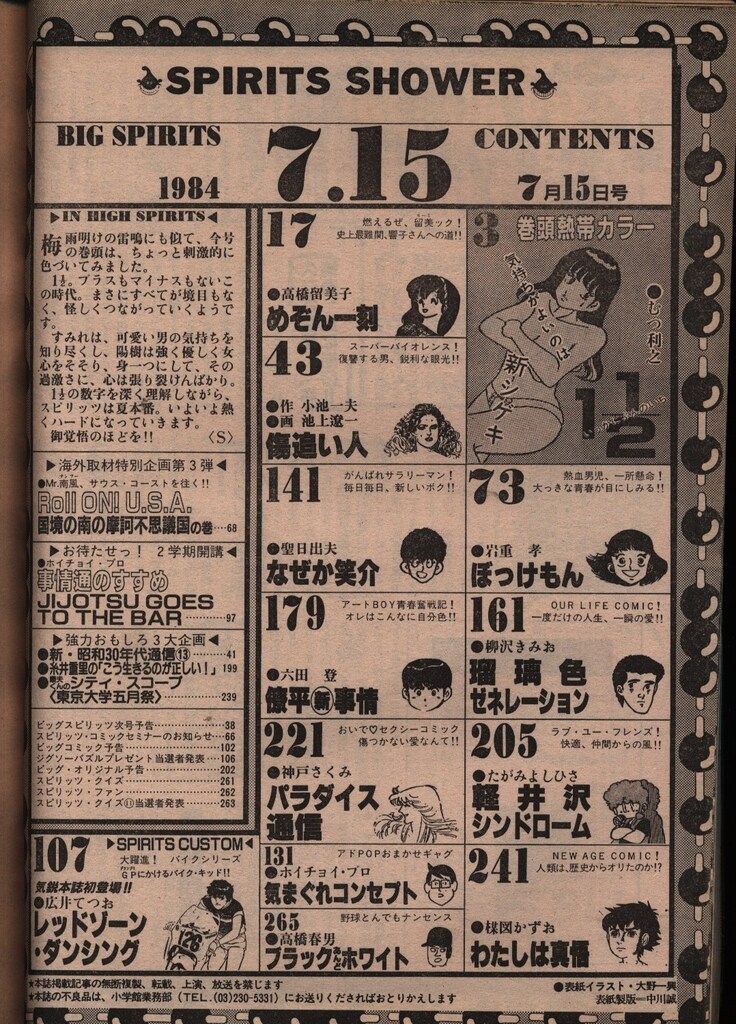 SPIRITS SHOWER
BIG SPIRITS
1984
7.15
CONTENTS
7月15日号
▶IN HIGH SPIRITS◀
梅雨明けの雷鳴にも似て、今号
の巻頭は、ちょっと刺激的に
色づいてみました。
1½。プラスもマイナスもないこ
の時代。まさにすべてが境目もな
く、怪しくつながっていくようで
す。
すみれは、可愛い男の気持ちを
知り尽くし、陽樹は強く優しく女
心をそそり、身一つにして、その
過激さに、心は張り裂けんばかり。
1½の数字を深く理解しながら、
スピリッツは夏本番。いよいよ熱
くハードになっていきます。
御覚悟のほどを!! 〈S〉
▶海外取材特別企画第3弾◀
●Mr.南風、サウス・コーストを往く!!
Roll ON! U.S.A.
国境の南の摩訶不思議国の巻…68
▶お待たせっ! 2学期開講◀
●ホイチョイ・プロ
事情通のすすめ
JIJOTSU GOES
TO THE BAR……97
▶強力おもしろ3大企画◀
●新・昭和30年代通信⑬……41
●糸井重里の「こう生きるのが正しい!」199
●シティ・スコープ
〈東京大学五月祭〉……239
ビッグスピリッツ次号予告……38
スピリッツ・コミックセミナーのお知らせ…66
ビッグコミック予告……102
ジグソーパズルプレゼント当選者発表…106
ビッグ・オリジナル予告……202
スピリッツ・クイズ……261
スピリッツ・ファン……262
スピリッツ・クイズ⑪当選者発表……263
107
▶SPIRITS CUSTOM◀
大躍進! バイクシリーズ
GPにかけるバイク・キッド!!
気鋭本誌初登場!!
●広井てつお
レッドゾーン
・ダンシング
17
燃えるぜ、留美ック!
史上最難関、響子さんへの道!!
●高橋留美子
めぞん一刻
43
スーパーバイオレンス!
復讐する男、鋭利な眼光!!
●作 小池一夫
●画 池上遼一
傷追い人
141
がんばれサラリーマン!
毎日毎日、新しいボク!!
●聖日出夫
なぜか笑介
179
アートBOY青春奮戦記!
オレはこんなに自分色!!
●六田 登
僚平新事情
221
おいで♡セクシーコミック
傷つかない愛なんて!!
●神戸さくみ
パラダイス
通信
131
アドPOPおまかせギャグ
●ホイチョイ・プロ
気まぐれコンセプト
265
野球とんでもナンセンス
●高橋春男
ブラックあんどホワイト
3
巻頭熱帯カラー
気持ちがよいのは
新シゲキ
●むつ利之
1 1/2
73
熱血男児、一所懸命!
大っきな青春が目にしみる!!
●岩重 孝
ぼっけもん
161
OUR LIFE COMIC!
一度だけの人生、一瞬の愛!!
●柳沢きみお
瑠璃色
ゼネレーション
205
ラブ・ユー・フレンズ!
快適、仲間からの風!!
●たがみよしひさ
軽井沢
シンドローム
241
NEW AGE COMIC!
人類は、歴史からオリたのか!?
●楳図かずお
わたしは真悟
★本誌掲載記事の無断複製、転載、上演、放送を禁じます
★本誌の不良品は、小学館業務部(TEL.(03)230-5331)にお送りくださればおとりかえします
●表紙イラスト・大野一興
表紙製版=中川誠